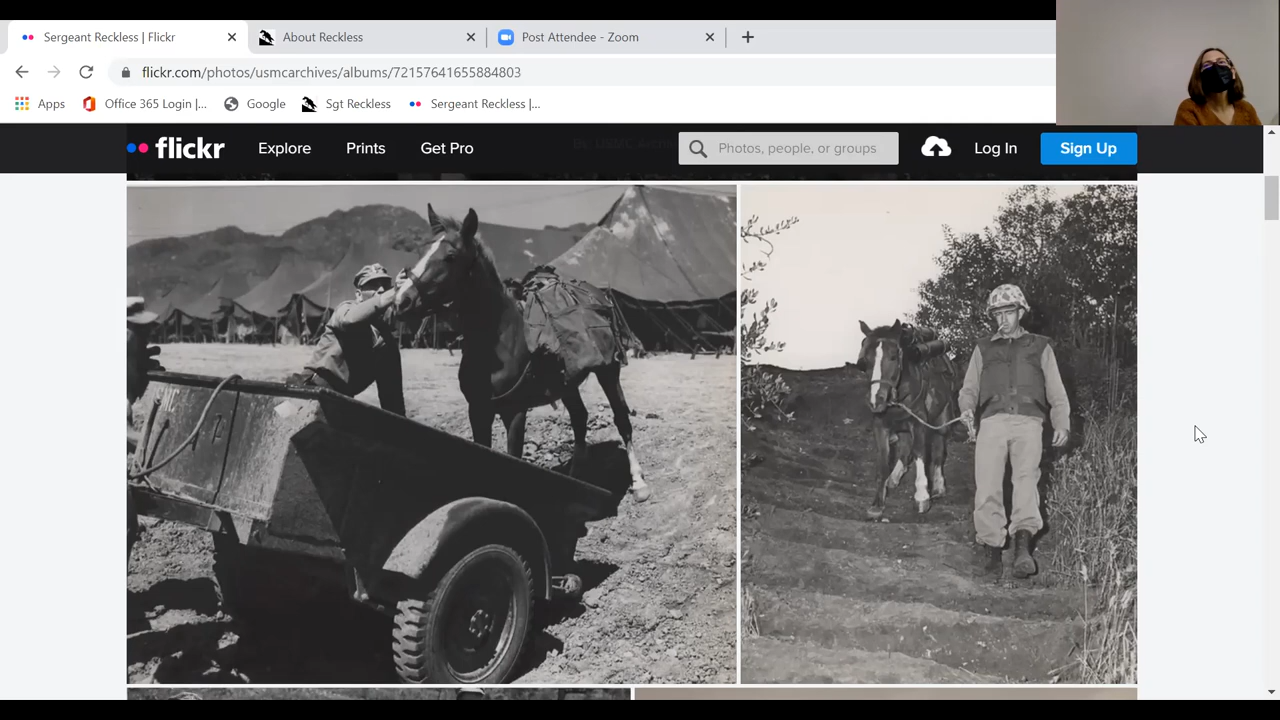 Sergeant Reckless | Flickr
About Reckless
Post Attendee - Zoom
flickr.com/photos/usmcarchives/albums/72157641655884803
Apps
Office 365 Login |...
Google
Sgt Reckless
Sergeant Reckless |...
flickr
Explore
Prints
Get Pro
Photos, people, or groups
Log In
Sign Up